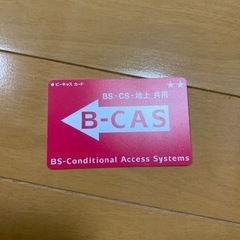 ビーキャス カード
BS・CS・地上 共用
B-CAS
BS-Conditional Access Systems